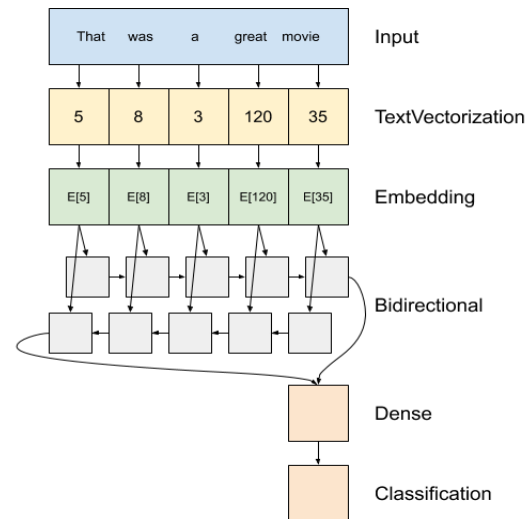 That was a great movie Input
5 8 3 120 35 TextVectorization
E[5] E[8] E[3] E[120] E[35] Embedding
Bidirectional
Dense
Classification